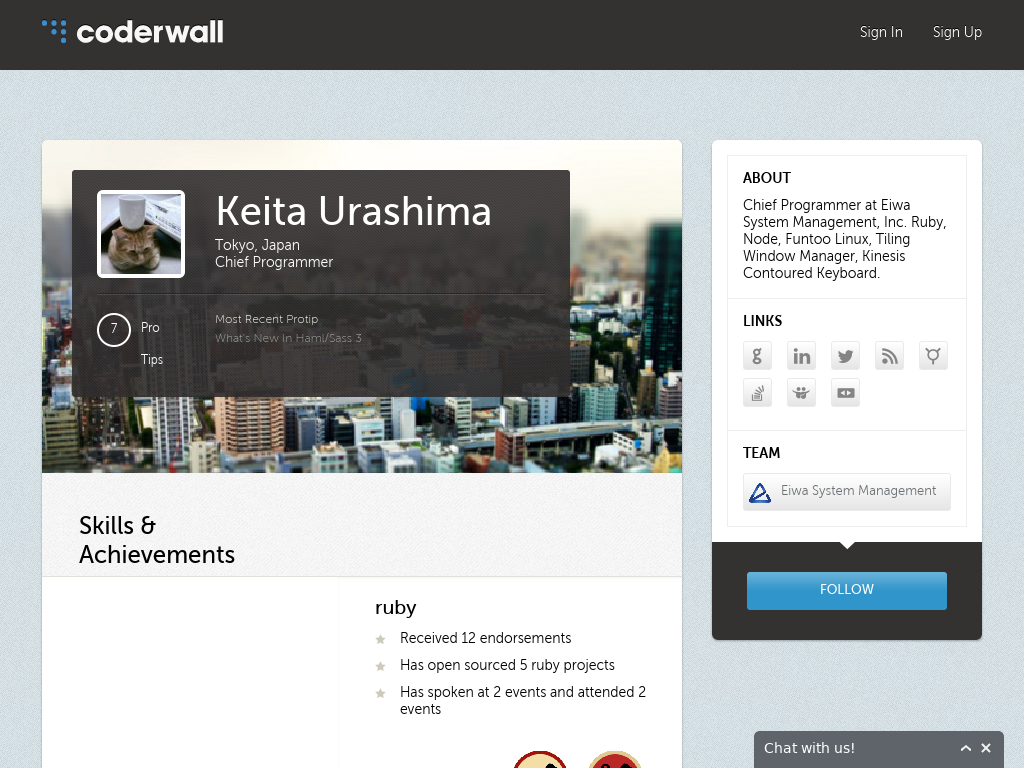 coderwall
Sign In
Sign Up
Keita Urashima
Tokyo, Japan
Chief Programmer
7
Pro
Tips
Most Recent Protip
What's New In Haml/Sass 3
Skills &
Achievements
ruby
Received 12 endorsements
Has open sourced 5 ruby projects
Has spoken at 2 events and attended 2
events
ABOUT
Chief Programmer at Eiwa
System Management, Inc. Ruby,
Node, Funtoo Linux, Tiling
Window Manager, Kinesis
Contoured Keyboard.
LINKS
TEAM
Eiwa System Management
FOLLOW
Chat with us!